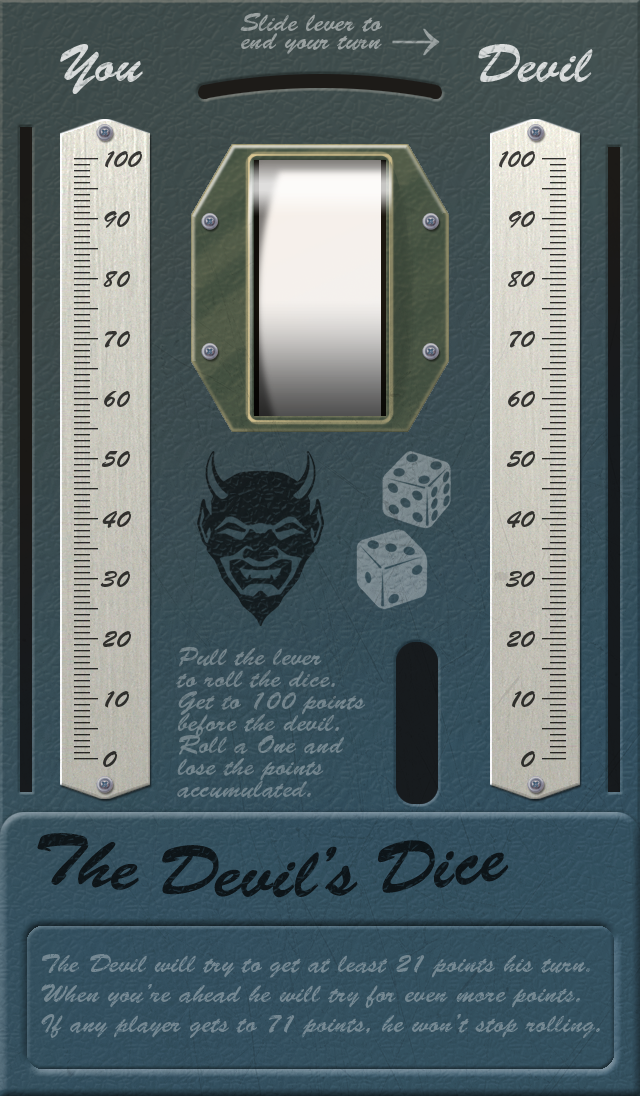 Slide lever to
end your turn
You
Devil
100
90
80
70
60
50
40
30
20
10
0
100
90
80
70
60
50
40
30
20
10
0
Pull the lever
to roll the dice.
Get to 100 points
before the devil.
Roll a One and
lose the points
accumulated.
The Devil's Dice
The Devil will try to get at least 21 points his turn.
When you're ahead he will try for even more points.
If any player gets to 71 points, he won't stop rolling.